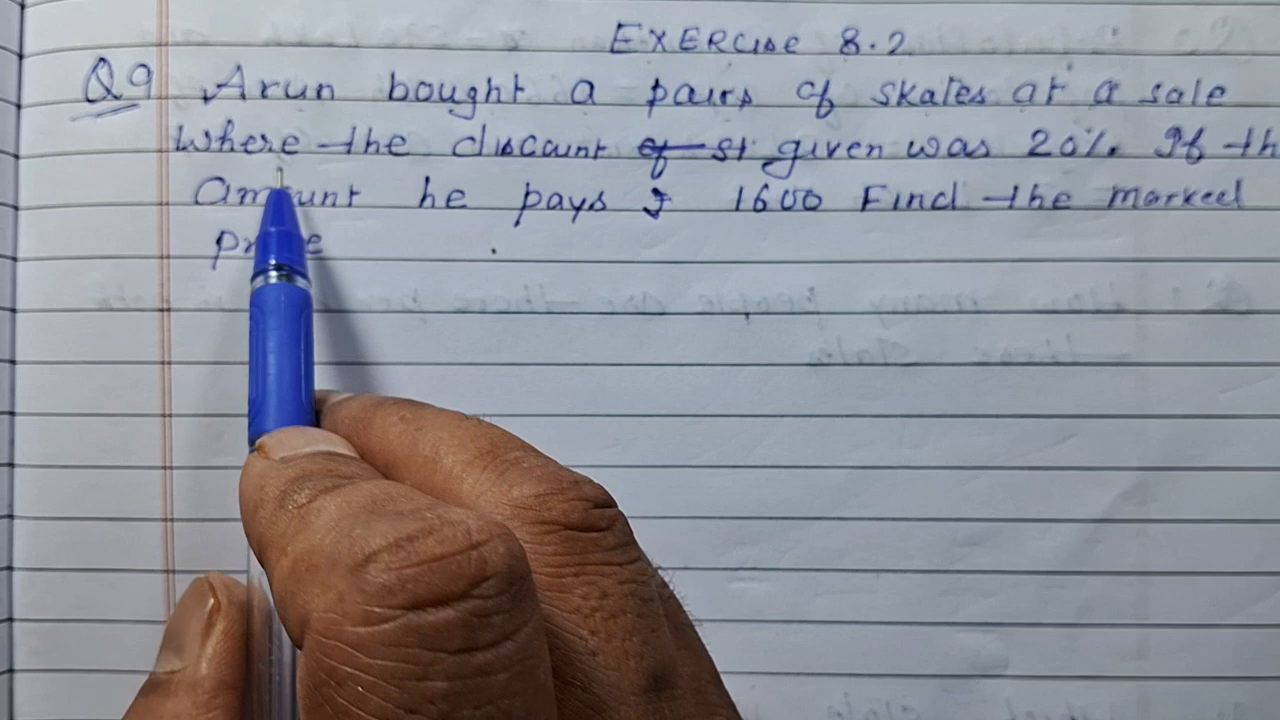 EXERCISE 8.2
Q9 Arun bought a pairs of skates at a sale
Where the discount given was 20%. If th
amount he pays ₹ 1600 Find the marked